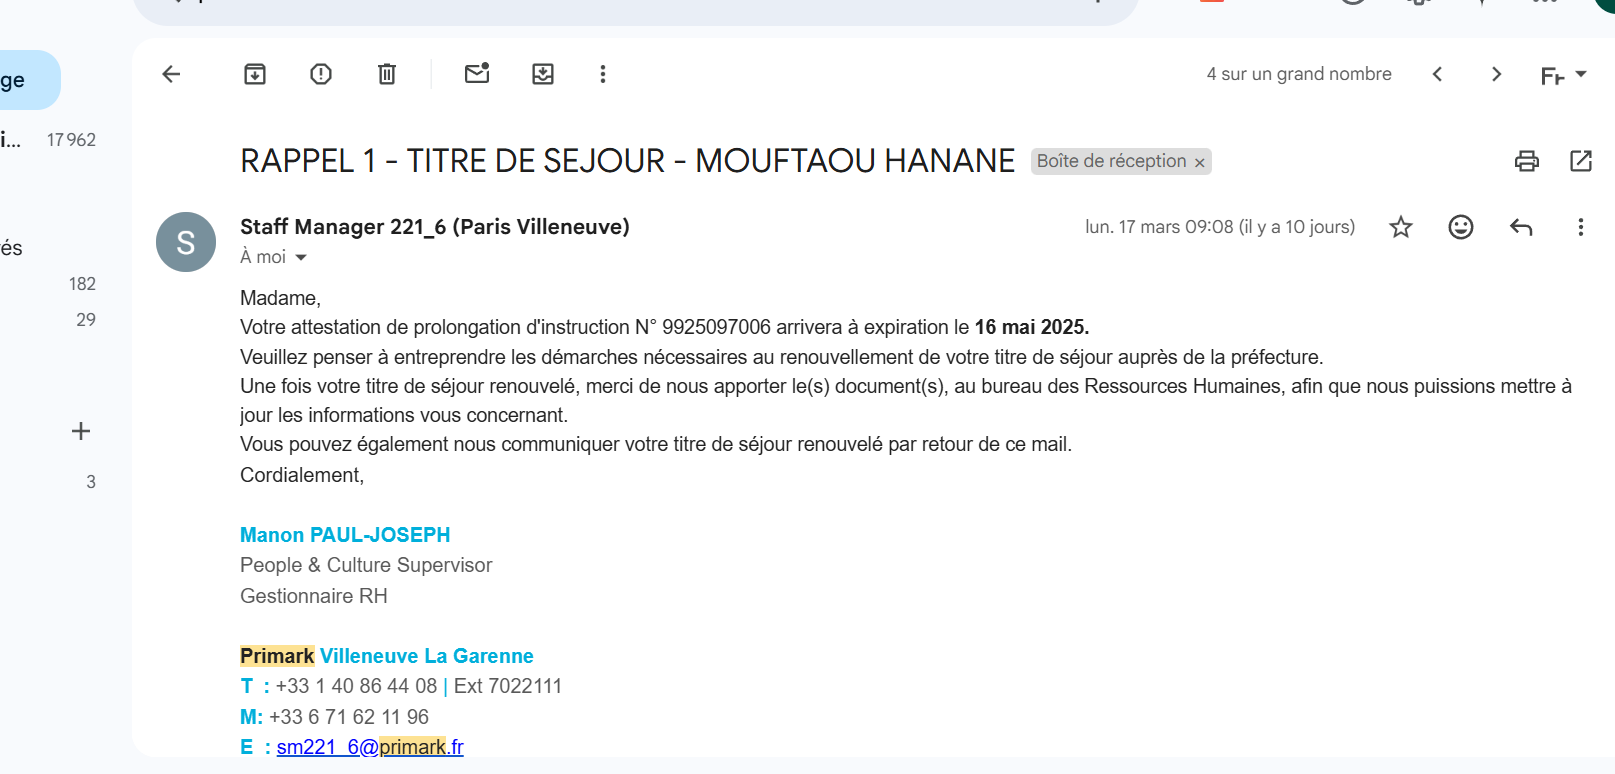 ge
4 sur un grand nombre
i... 17 962
RAPPEL 1 - TITRE DE SEJOUR - MOUFTAOU HANANE Boîte de réception ×
S
Staff Manager 221_6 (Paris Villeneuve)
lun. 17 mars 09:08 (il y a 10 jours)
À moi
rés
182
29
3
Madame,
Votre attestation de prolongation d'instruction N° 9925097006 arrivera à expiration le 16 mai 2025.
Veuillez penser à entreprendre les démarches nécessaires au renouvellement de votre titre de séjour auprès de la préfecture.
Une fois votre titre de séjour renouvelé, merci de nous apporter le(s) document(s), au bureau des Ressources Humaines, afin que nous puissions mettre à
jour les informations vous concernant.
Vous pouvez également nous communiquer votre titre de séjour renouvelé par retour de ce mail.
Cordialement,
Manon PAUL-JOSEPH
People & Culture Supervisor
Gestionnaire RH
Primark Villeneuve La Garenne
T : +33 1 40 86 44 08 | Ext 7022111
M: +33 6 71 62 11 96
E : sm221_6@primark.fr